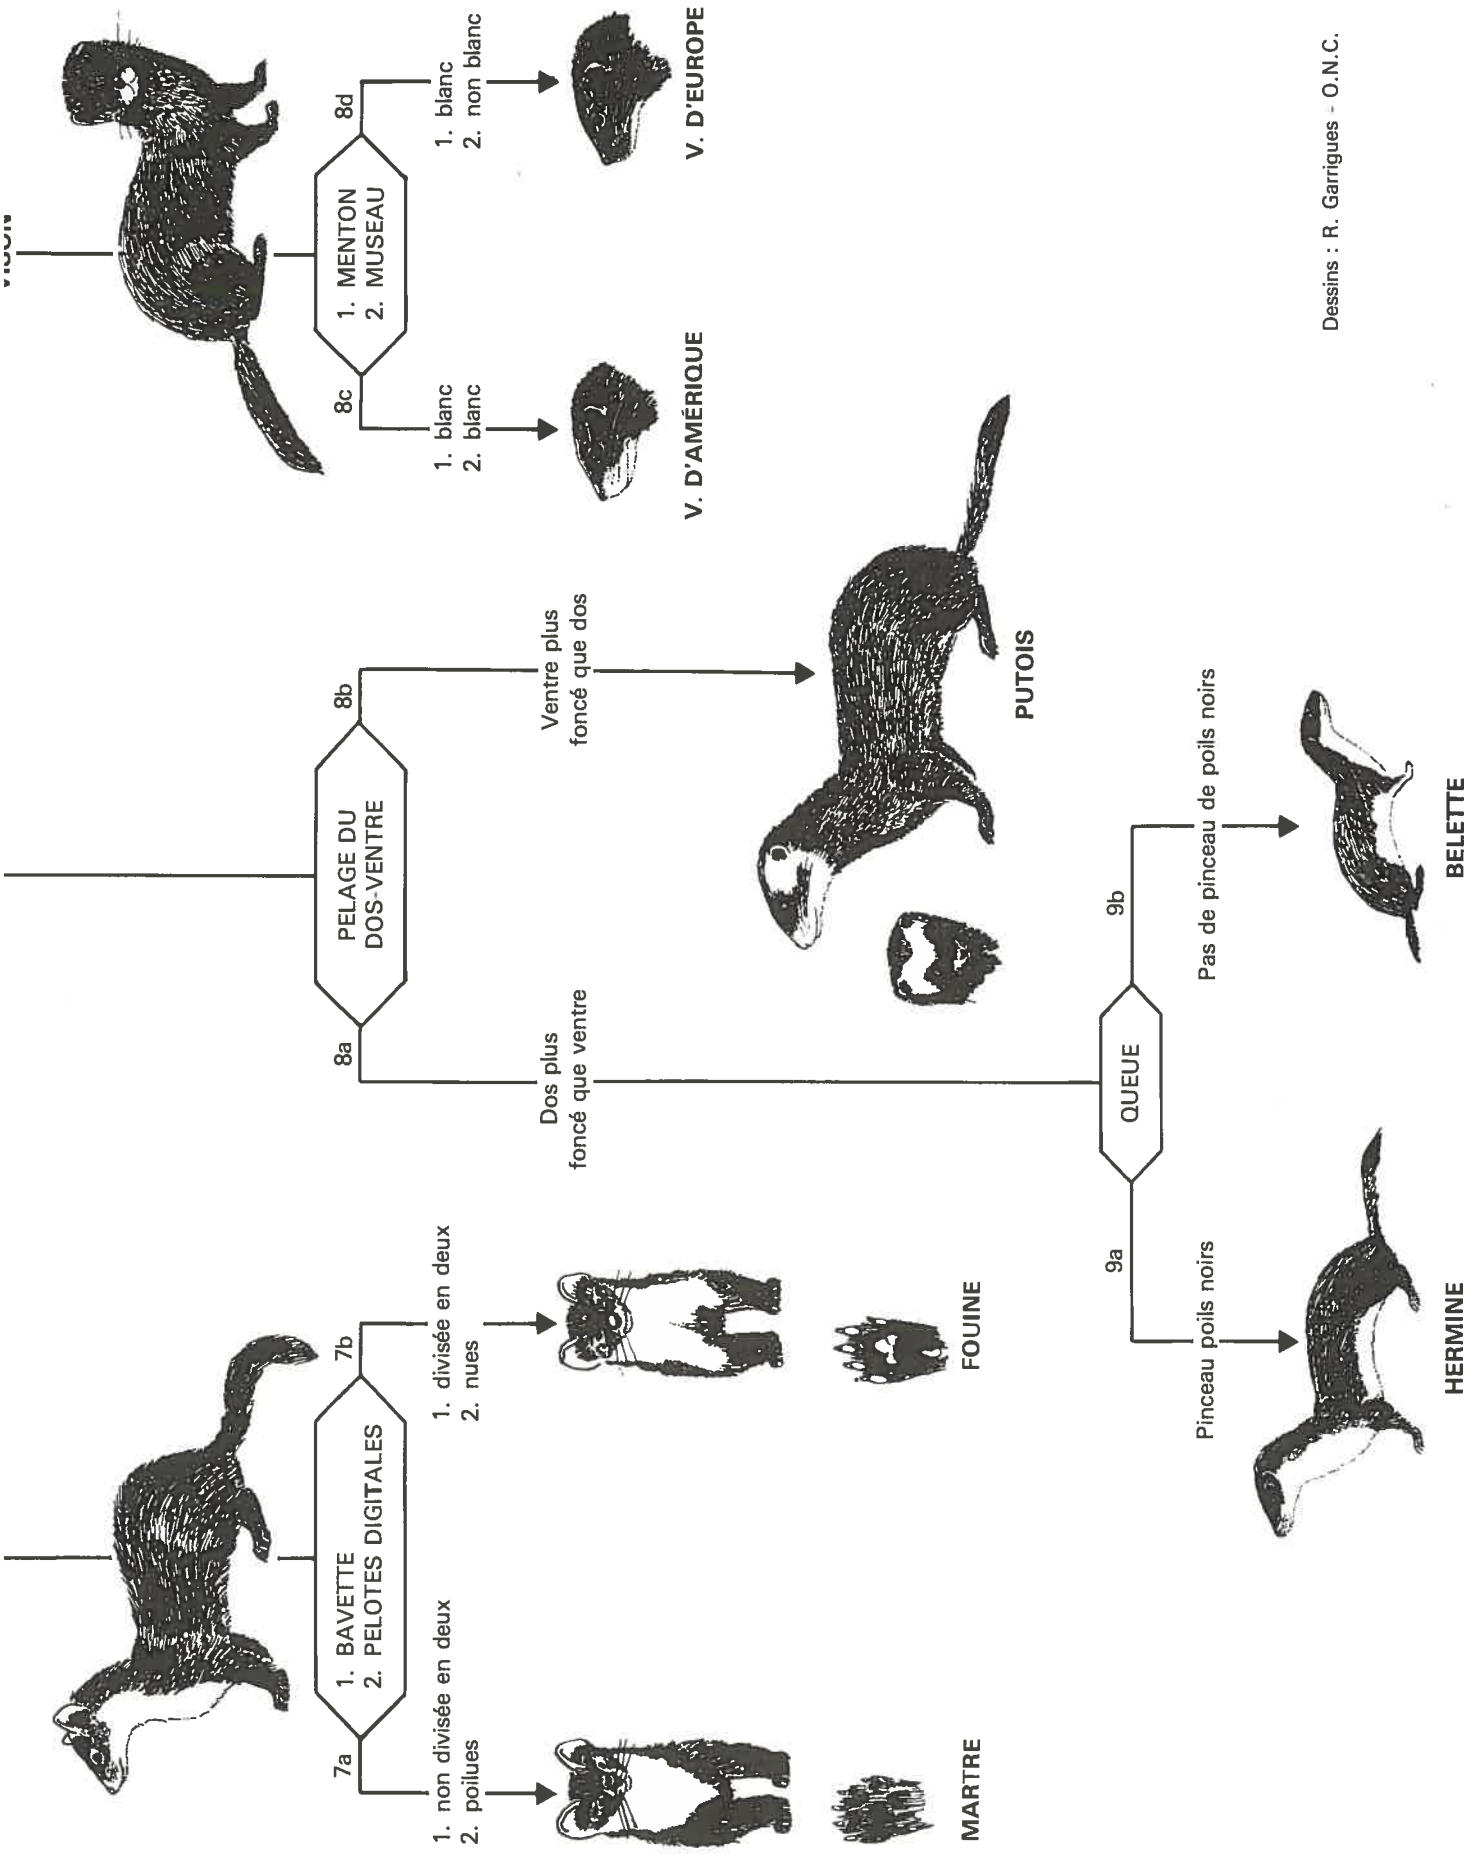 VISON
1. BAVETTE
2. PELOTES DIGITALES
7a
1. non divisée en deux
2. poilues
MARTRE
7b
1. divisée en deux
2. nues
FOUINE
PELAGE DU
DOS-VENTRE
8a
Dos plus
foncé que ventre
8b
Ventre plus
foncé que dos
PUTOIS
1. MENTON
2. MUSEAU
8c
1. blanc
2. blanc
V. D'AMÉRIQUE
8d
1. blanc
2. non blanc
V. D'EUROPE
QUEUE
9a
Pinceau poils noirs
HERMINE
9b
Pas de pinceau de poils noirs
BELETTE
Dessins : R. Garrigues - O.N.C.